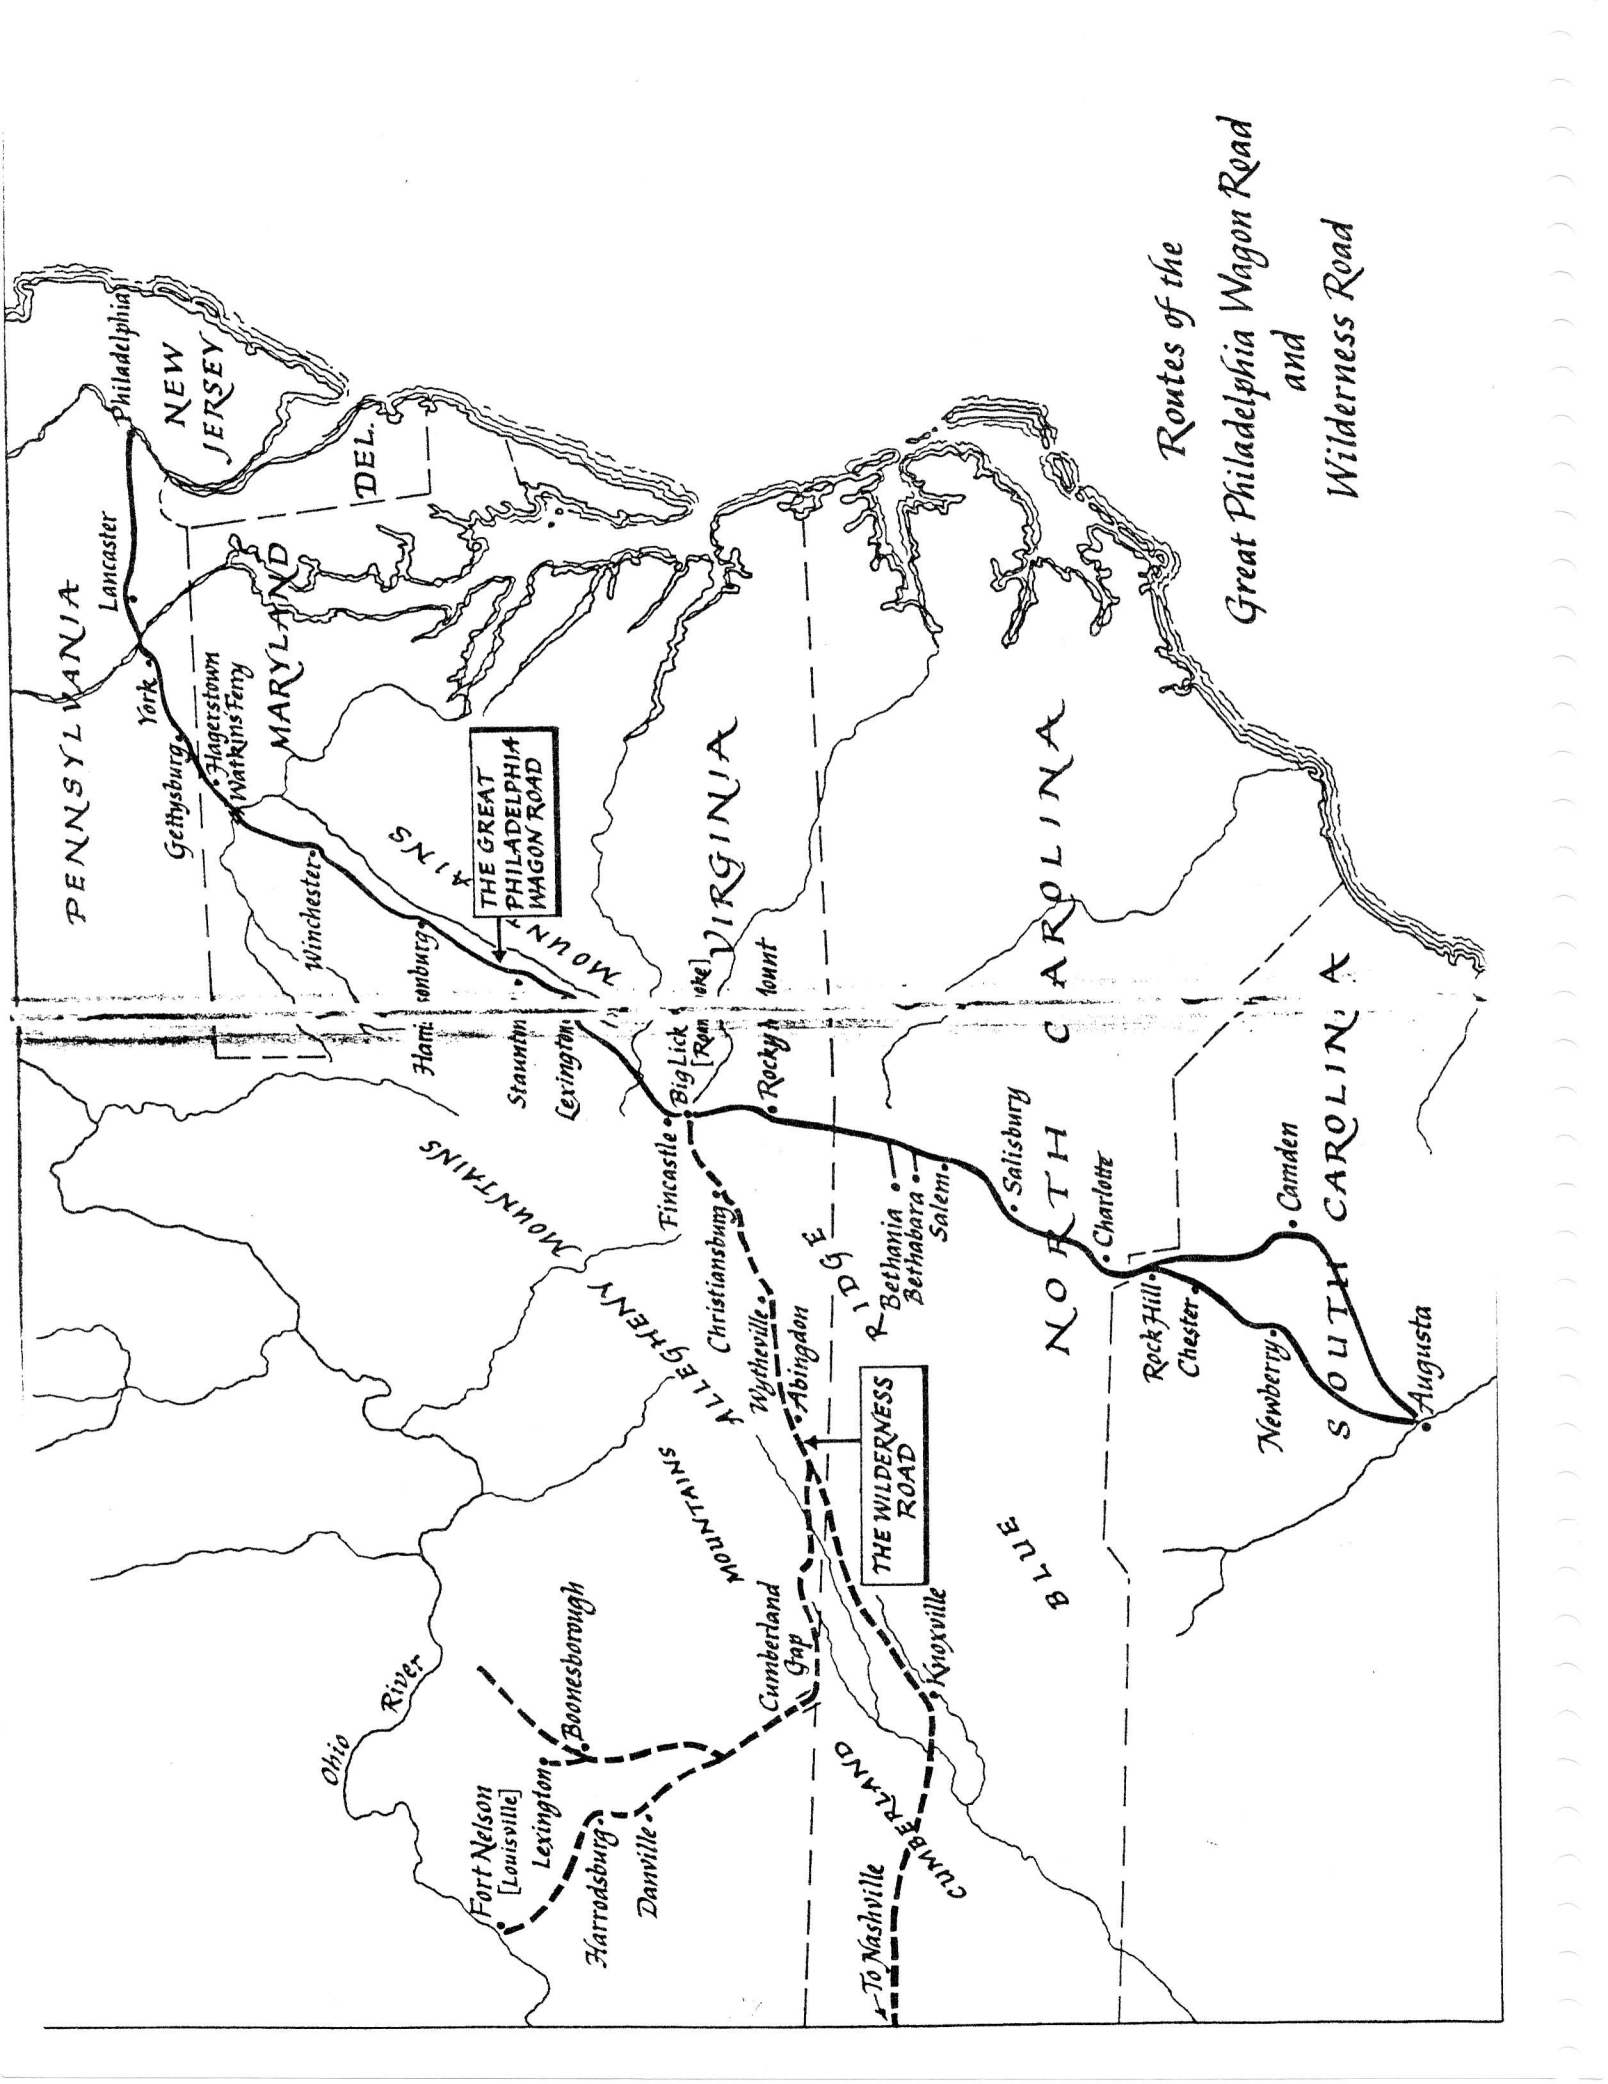 Routes of the
Great Philadelphia Wagon Road
and
Wilderness Road
PENNSYLVANIA
Philadelphia
NEW
JERSEY
Lancaster
York
Gettysburg
Hagerstown
Watkins Ferry
MARYLAND
DEL.
Winchester
THE GREAT
PHILADELPHIA
WAGON ROAD
Staunton
Lexington
VIRGINIA
Big Lick
Fincastle
Christiansburg
Wytheville
Abingdon
ALLEGHENY
MOUNTAINS
BLUE
RIDGE
THE WILDERNESS
ROAD
Bethania
Bethabara
Salem
Salisbury
Charlotte
NORTH CAROLINA
Rock Hill
Chester
Newberry
Camden
SOUTH CAROLINA
Augusta
Ohio
River
Boonesborough
Lexington
Fort Nelson
[Louisville]
Harrodsburg
Danville
Cumberland
Gap
CUMBERLAND
MOUNTAINS
Knoxville
To Nashville